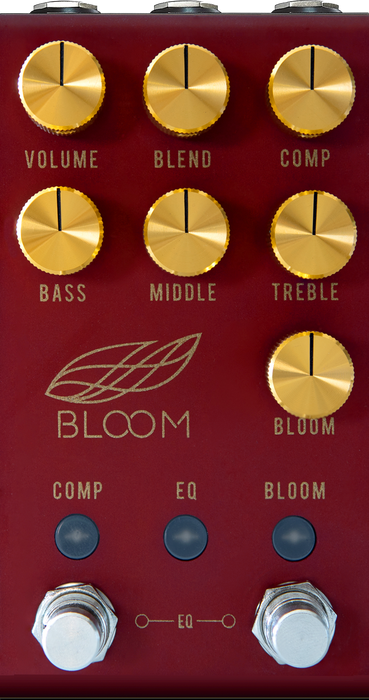 VOLUME BLEND COMP
BASS MIDDLE TREBLE
BLOOM
BLOOM
COMP EQ BLOOM
EQ